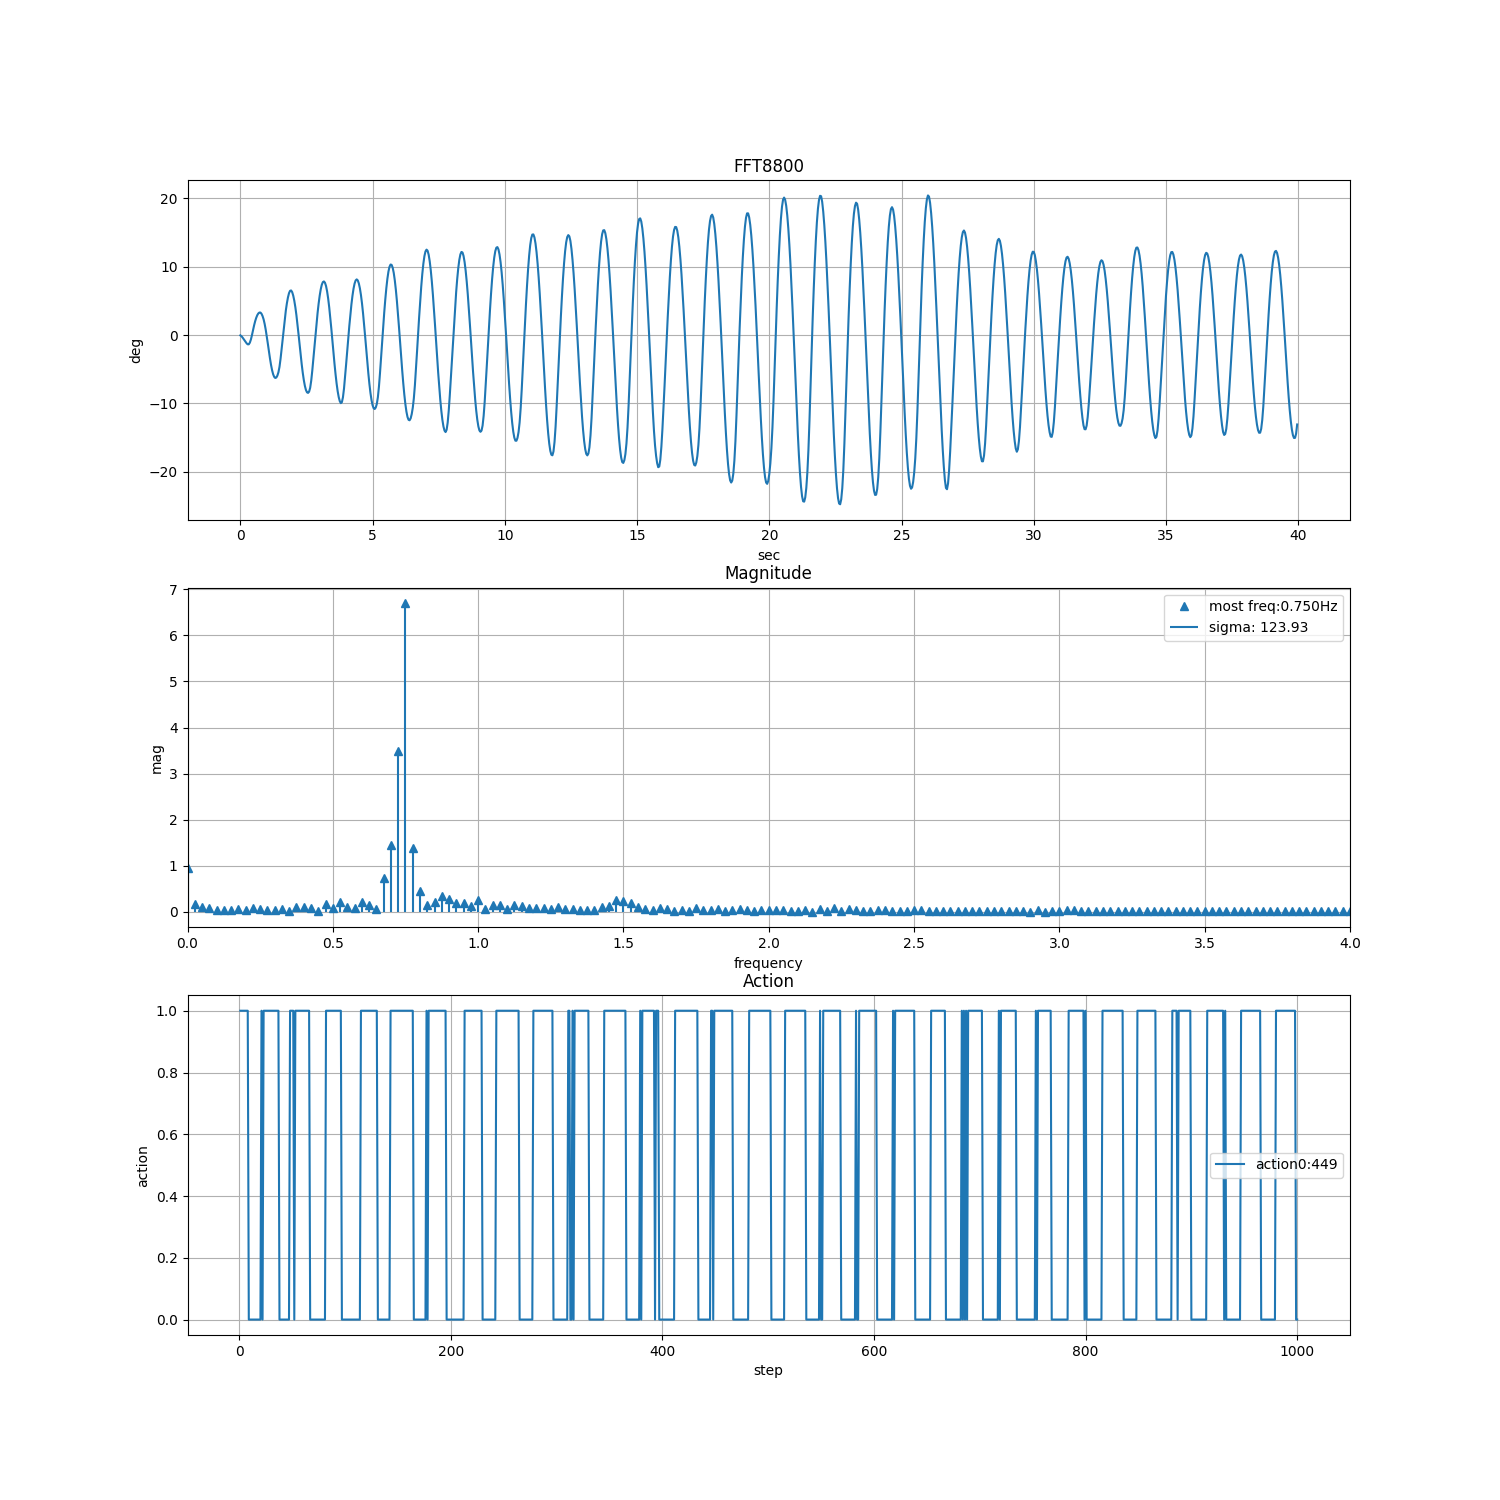 FFT8800
deg
20
10
0
−10
−20
0 5 10 15 20 25 30 35 40
sec
Magnitude
mag
7
6
5
4
3
2
1
0
most freq:0.750Hz
sigma: 123.93
0.0 0.5 1.0 1.5 2.0 2.5 3.0 3.5 4.0
frequency
Action
action
1.0
0.8
0.6
0.4
0.2
0.0
action0:449
0 200 400 600 800 1000
step